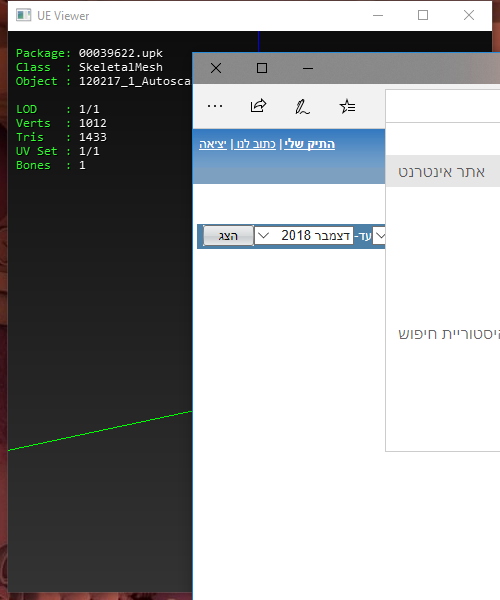 UE Viewer
Package: 00039622.upk
Class : SkeletalMesh
Object : 120217_1_Autosca
LOD : 1/1
Verts : 1012
Tris : 1433
UV Set : 1/1
Bones : 1
התיק שלי | כתוב לנו | יציאה
אתר אינטרנט
עד- דצמבר 2018 הצג
היסטוריית חיפוש